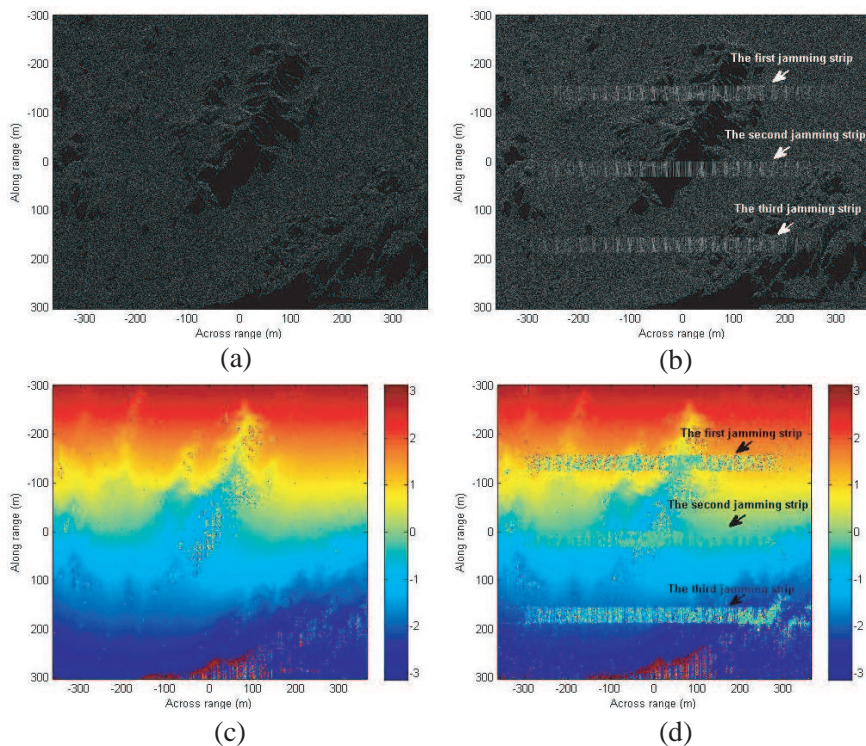 -300
-200
-100
0
100
200
300
Along range (m)
-300 -200 -100 0 100 200 300
Across range (m)
(a)
-300
-200
-100
0
100
200
300
Along range (m)
The first jamming strip
The second jamming strip
The third jamming strip
-300 -200 -100 0 100 200 300
Across range (m)
(b)
-300
-200
-100
0
100
200
300
Along range (m)
-300 -200 -100 0 100 200 300
Across range (m)
3
2
1
0
-1
-2
-3
(c)
-300
-200
-100
0
100
200
300
Along range (m)
The first jamming strip
The second jamming strip
The third jamming strip
-300 -200 -100 0 100 200 300
Across range (m)
3
2
1
0
-1
-2
-3
(d)